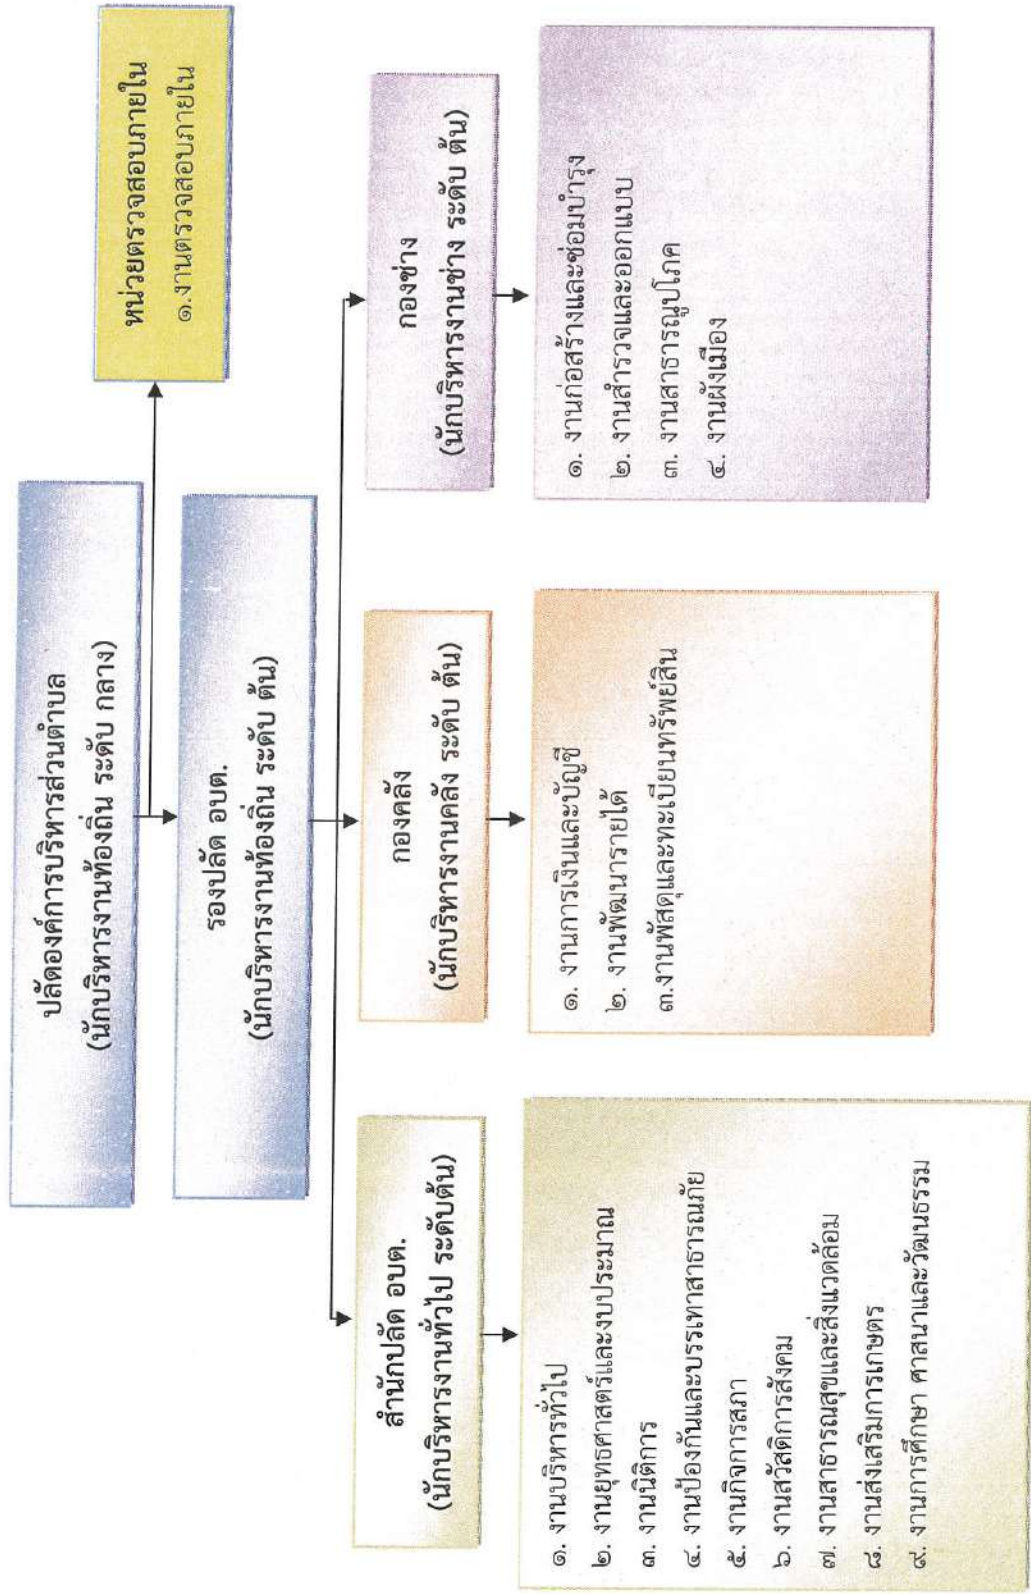 ปลัดองค์การบริหารส่วนตำบล
(นักบริหารงานท้องถิ่น ระดับ กลาง)
หน่วยตรวจสอบภายใน
๑.งานตรวจสอบภายใน
รองปลัด อบต.
(นักบริหารงานท้องถิ่น ระดับ ต้น)
สำนักปลัด อบต.
(นักบริหารงานทั่วไป ระดับต้น)
๑. งานบริหารทั่วไป
๒. งานยุทธศาสตร์และงบประมาณ
๓. งานนิติการ
๔. งานป้องกันและบรรเทาสาธารณภัย
๕. งานกิจการสภา
๖. งานสวัสดิการสังคม
๗. งานสาธารณสุขและสิ่งแวดล้อม
๘. งานส่งเสริมการเกษตร
๙. งานการศึกษา ศาสนาและวัฒนธรรม
กองคลัง
(นักบริหารงานคลัง ระดับ ต้น)
๑. งานการเงินและบัญชี
๒. งานพัฒนารายได้
๓.งานพัสดุและทะเบียนทรัพย์สิน
กองช่าง
(นักบริหารงานช่าง ระดับ ต้น)
๑. งานก่อสร้างและซ่อมบำรุง
๒. งานสำรวจและออกแบบ
๓. งานสาธารณูปโภค
๔. งานผังเมือง